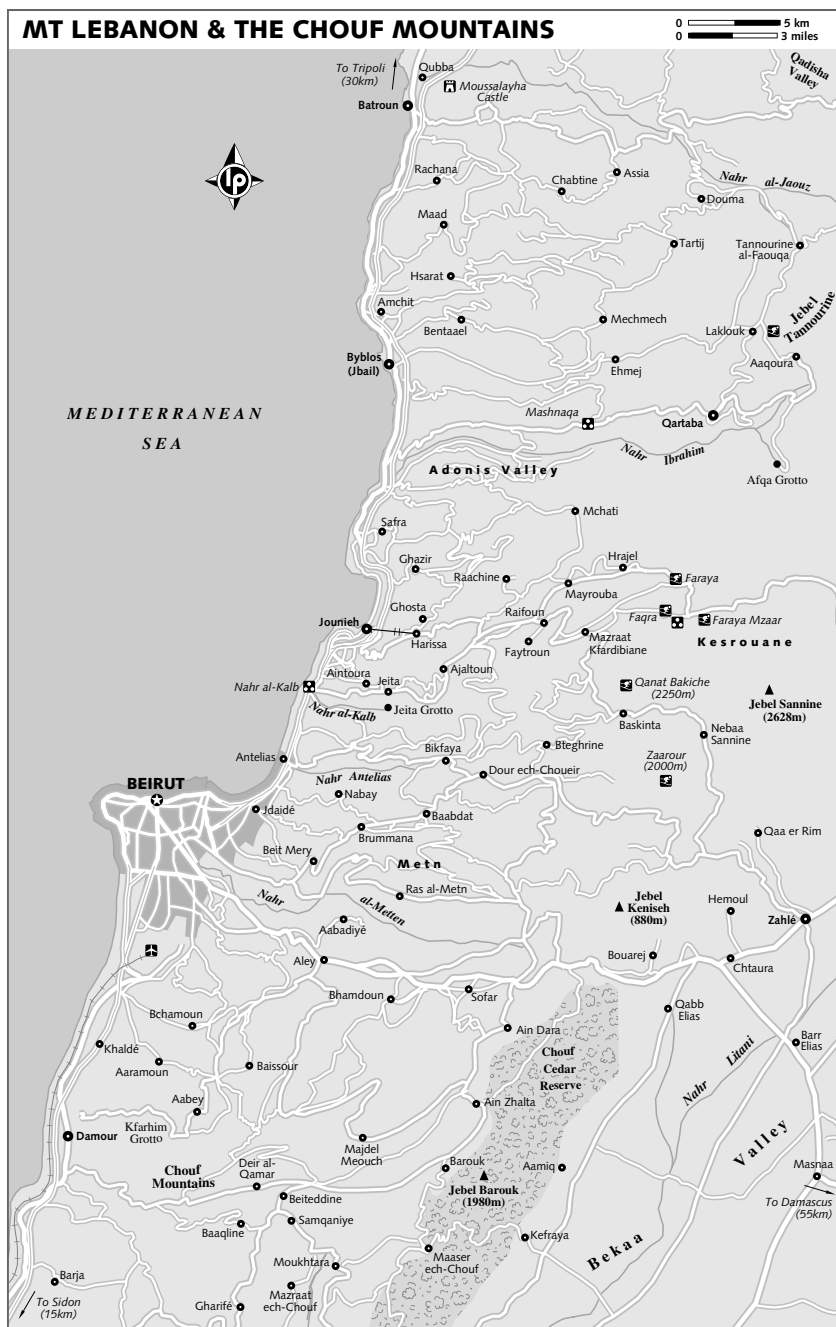 MT LEBANON & THE CHOUF MOUNTAINS
0 5 km
0 3 miles
To Tripoli
(30km)
Qubba
Moussalayha
Castle
Qadisha
Valley
Batroun
lp
Rachana
Chabtine
Assia
Nahr al-Jaouz
Douma
Maad
Tartij
Tannourine
al-Faouqa
Hsarat
Amchit
Bentaael
Mechmech
Laklouk
Jebel
Tannourine
Byblos
(Jbail)
Ehmej
Aaqoura
MEDITERRANEAN
SEA
Mashnaqa
Qartaba
Nahr Ibrahim
Adonis Valley
Afqa Grotto
Mchati
Safra
Ghazir
Hrajel
Raachine
Mayrouba
Faraya
Ghosta
Raifoun
Faqra
Faraya Mzaar
Jounieh
Harissa
Faytroun
Mazraat
Kfardibiane
Kesrouane
Aintoura
Jeita
Ajaltoun
Nahr al-Kalb
Qanat Bakiche
(2250m)
Nahr al-Kalb
Jeita Grotto
Jebel Sannine
(2628m)
Baskinta
Nebaa
Sannine
Antelias
Bikfaya
Bteghrine
Zaarour
(2000m)
Nahr Antelias
Dour ech-Choueir
BEIRUT
Nabay
Jdaidé
Baabdat
Brummana
Qaa er Rim
Beit Mery
Metn
Nahr al-Metten
Ras al-Metn
Jebel
Keniseh
(880m)
Hemoul
Zahlé
Aabadiyé
Aley
Bouarej
Chtaura
Bhamdoun
Sofar
Qabb
Elias
Bchamoun
Ain Dara
Khaldé
Chouf
Cedar
Reserve
Barr
Elias
Aaramoun
Baissour
Nahr Litani
Aabey
Ain Zhalta
Kfarhim
Grotto
Damour
Majdel
Meouch
Valley
Chouf
Mountains
Deir al-
Qamar
Barouk
Aamiq
Masnaa
Jebel Barouk
(1980m)
Beiteddine
To Damascus
(55km)
Samqaniye
Baaqline
Kefraya
Bekaa
Moukhtara
Maaser
ech-Chouf
Barja
Mazraat
ech-Chouf
To Sidon
(15km)
Gharifé